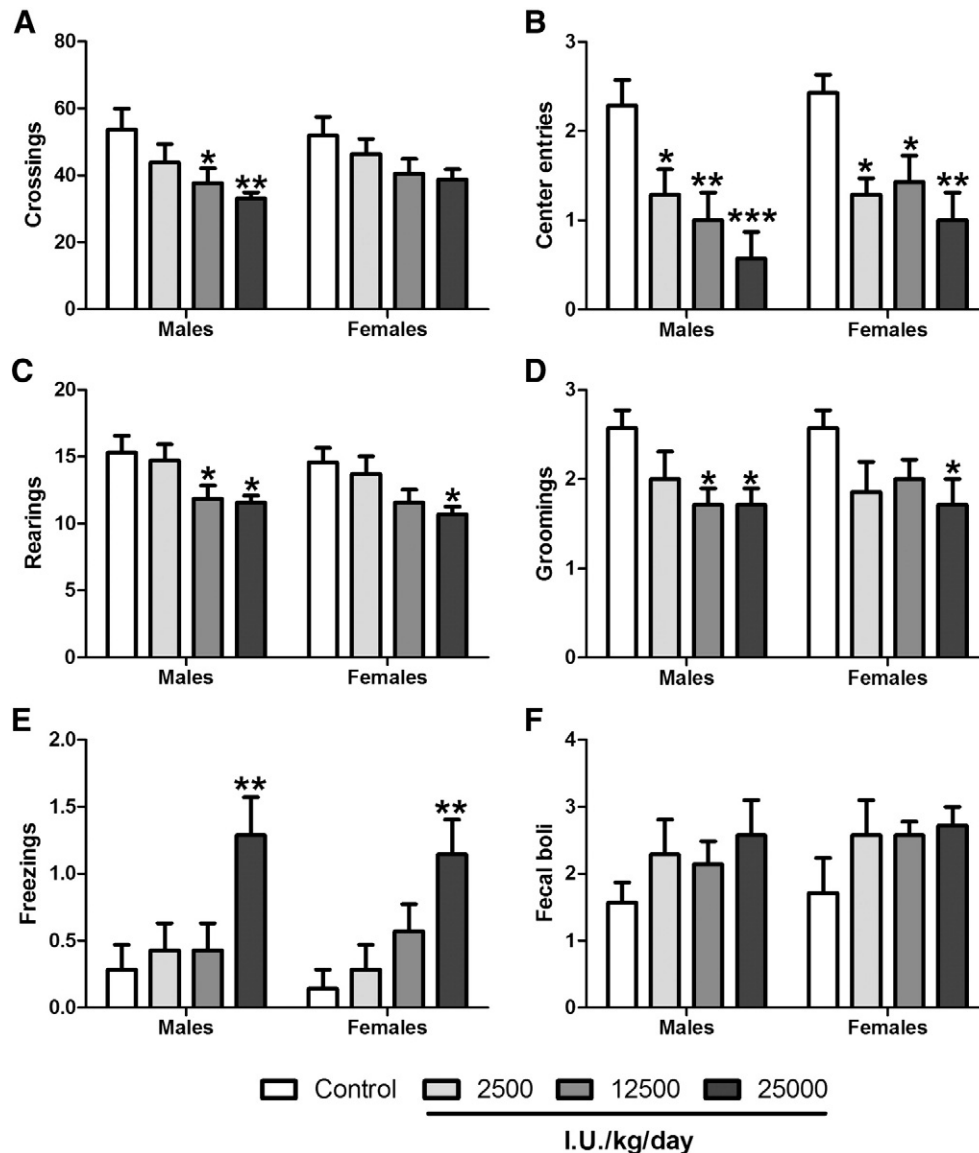 A
Crossings
80
60
40
20
0
* **
Males Females
B
Center entries
3
2
1
0
* ** *** * * **
Males Females
C
Rearings
20
15
10
5
0
* * *
Males Females
D
Groomings
3
2
1
0
* * *
Males Females
E
Freezings
2.0
1.5
1.0
0.5
0.0
** **
Males Females
F
Fecal boli
4
3
2
1
0
Males Females
Control 2500 12500 25000
I.U./kg/day